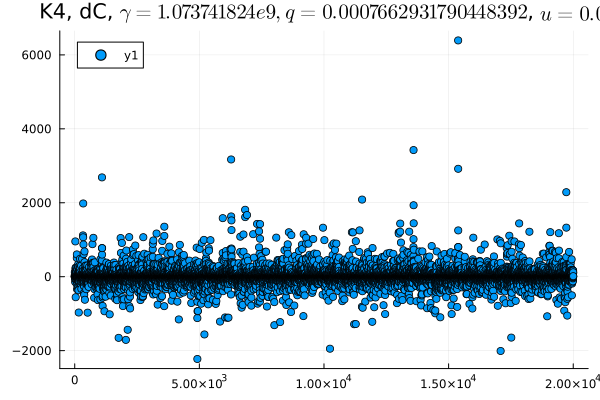 K4, dC, γ = 1.073741824e9, q = 0.0007662931790448392, u = 0.0
y1
6000
4000
2000
0
−2000
0 5.00×10³ 1.00×10⁴ 1.50×10⁴ 2.00×10⁴